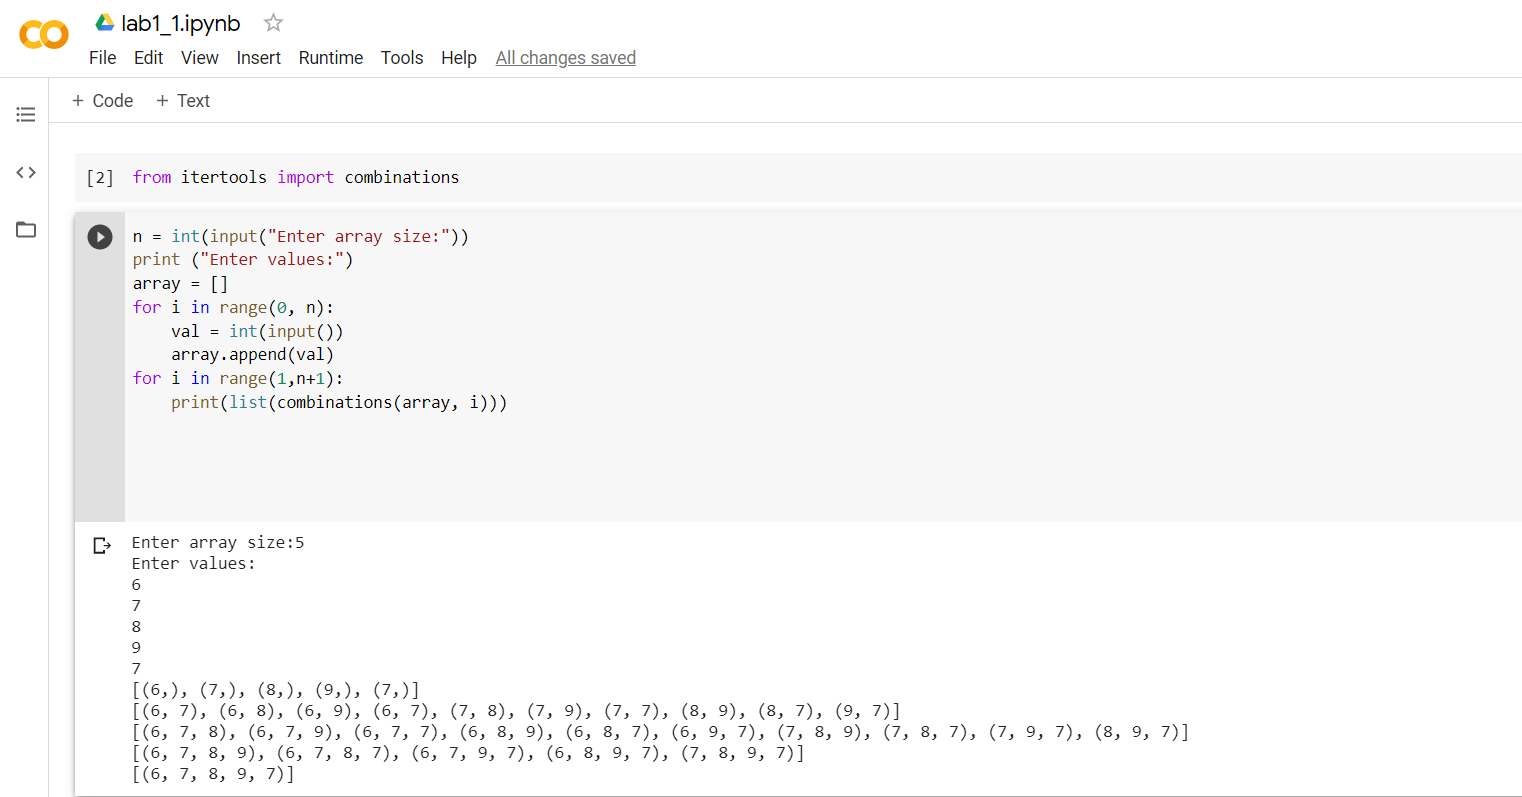 lab1_1.ipynb
File Edit View Insert Runtime Tools Help All changes saved
+ Code + Text
[2] from itertools import combinations
n = int(input("Enter array size:"))
print ("Enter values:")
array = []
for i in range(0, n):
    val = int(input())
    array.append(val)
for i in range(1,n+1):
    print(list(combinations(array, i)))
Enter array size:5
Enter values:
6
7
8
9
7
[(6,), (7,), (8,), (9,), (7,)]
[(6, 7), (6, 8), (6, 9), (6, 7), (7, 8), (7, 9), (7, 7), (8, 9), (8, 7), (9, 7)]
[(6, 7, 8), (6, 7, 9), (6, 7, 7), (6, 8, 9), (6, 8, 7), (6, 9, 7), (7, 8, 9), (7, 8, 7), (7, 9, 7), (8, 9, 7)]
[(6, 7, 8, 9), (6, 7, 8, 7), (6, 7, 9, 7), (6, 8, 9, 7), (7, 8, 9, 7)]
[(6, 7, 8, 9, 7)]